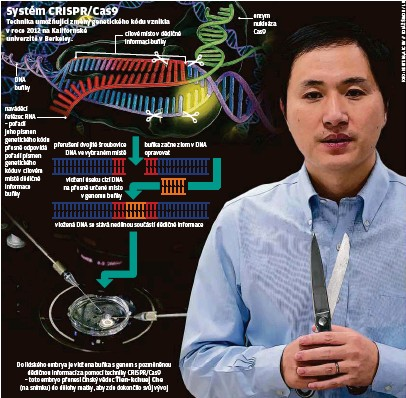 Systém CRISPR/Cas9
Technika umožňující změny genetického kódu vznikla
v roce 2012 na Kalifornské
univerzitě v Berkeley.
cílové místo v dědičné
informaci buňky
enzym
nukleáza
Cas9
DNA
buňky
naváděcí
řetězec RNA
– pořadí
jeho písmen
genetického kódu
přesně odpovídá
pořadí písmen
genetického
kódu v cílovém
místě dědičné
informace
buňky
přerušení dvojité šroubovice
DNA ve vybraném místě
buňka začne zlom v DNA
opravovat
vložení úseku cizí DNA
na přesně určené místo
v genomu buňky
vložená DNA se stává nedílnou součástí dědičné informace
Do lidského embrya je vložena buňka s genem s pozměněnou
dědičnou informací za pomoci techniky CRISPR/Cas9
– toto embryo přenesl čínský vědec
(na snímku) do dělohy matky, aby zde dokončilo svůj vývoj